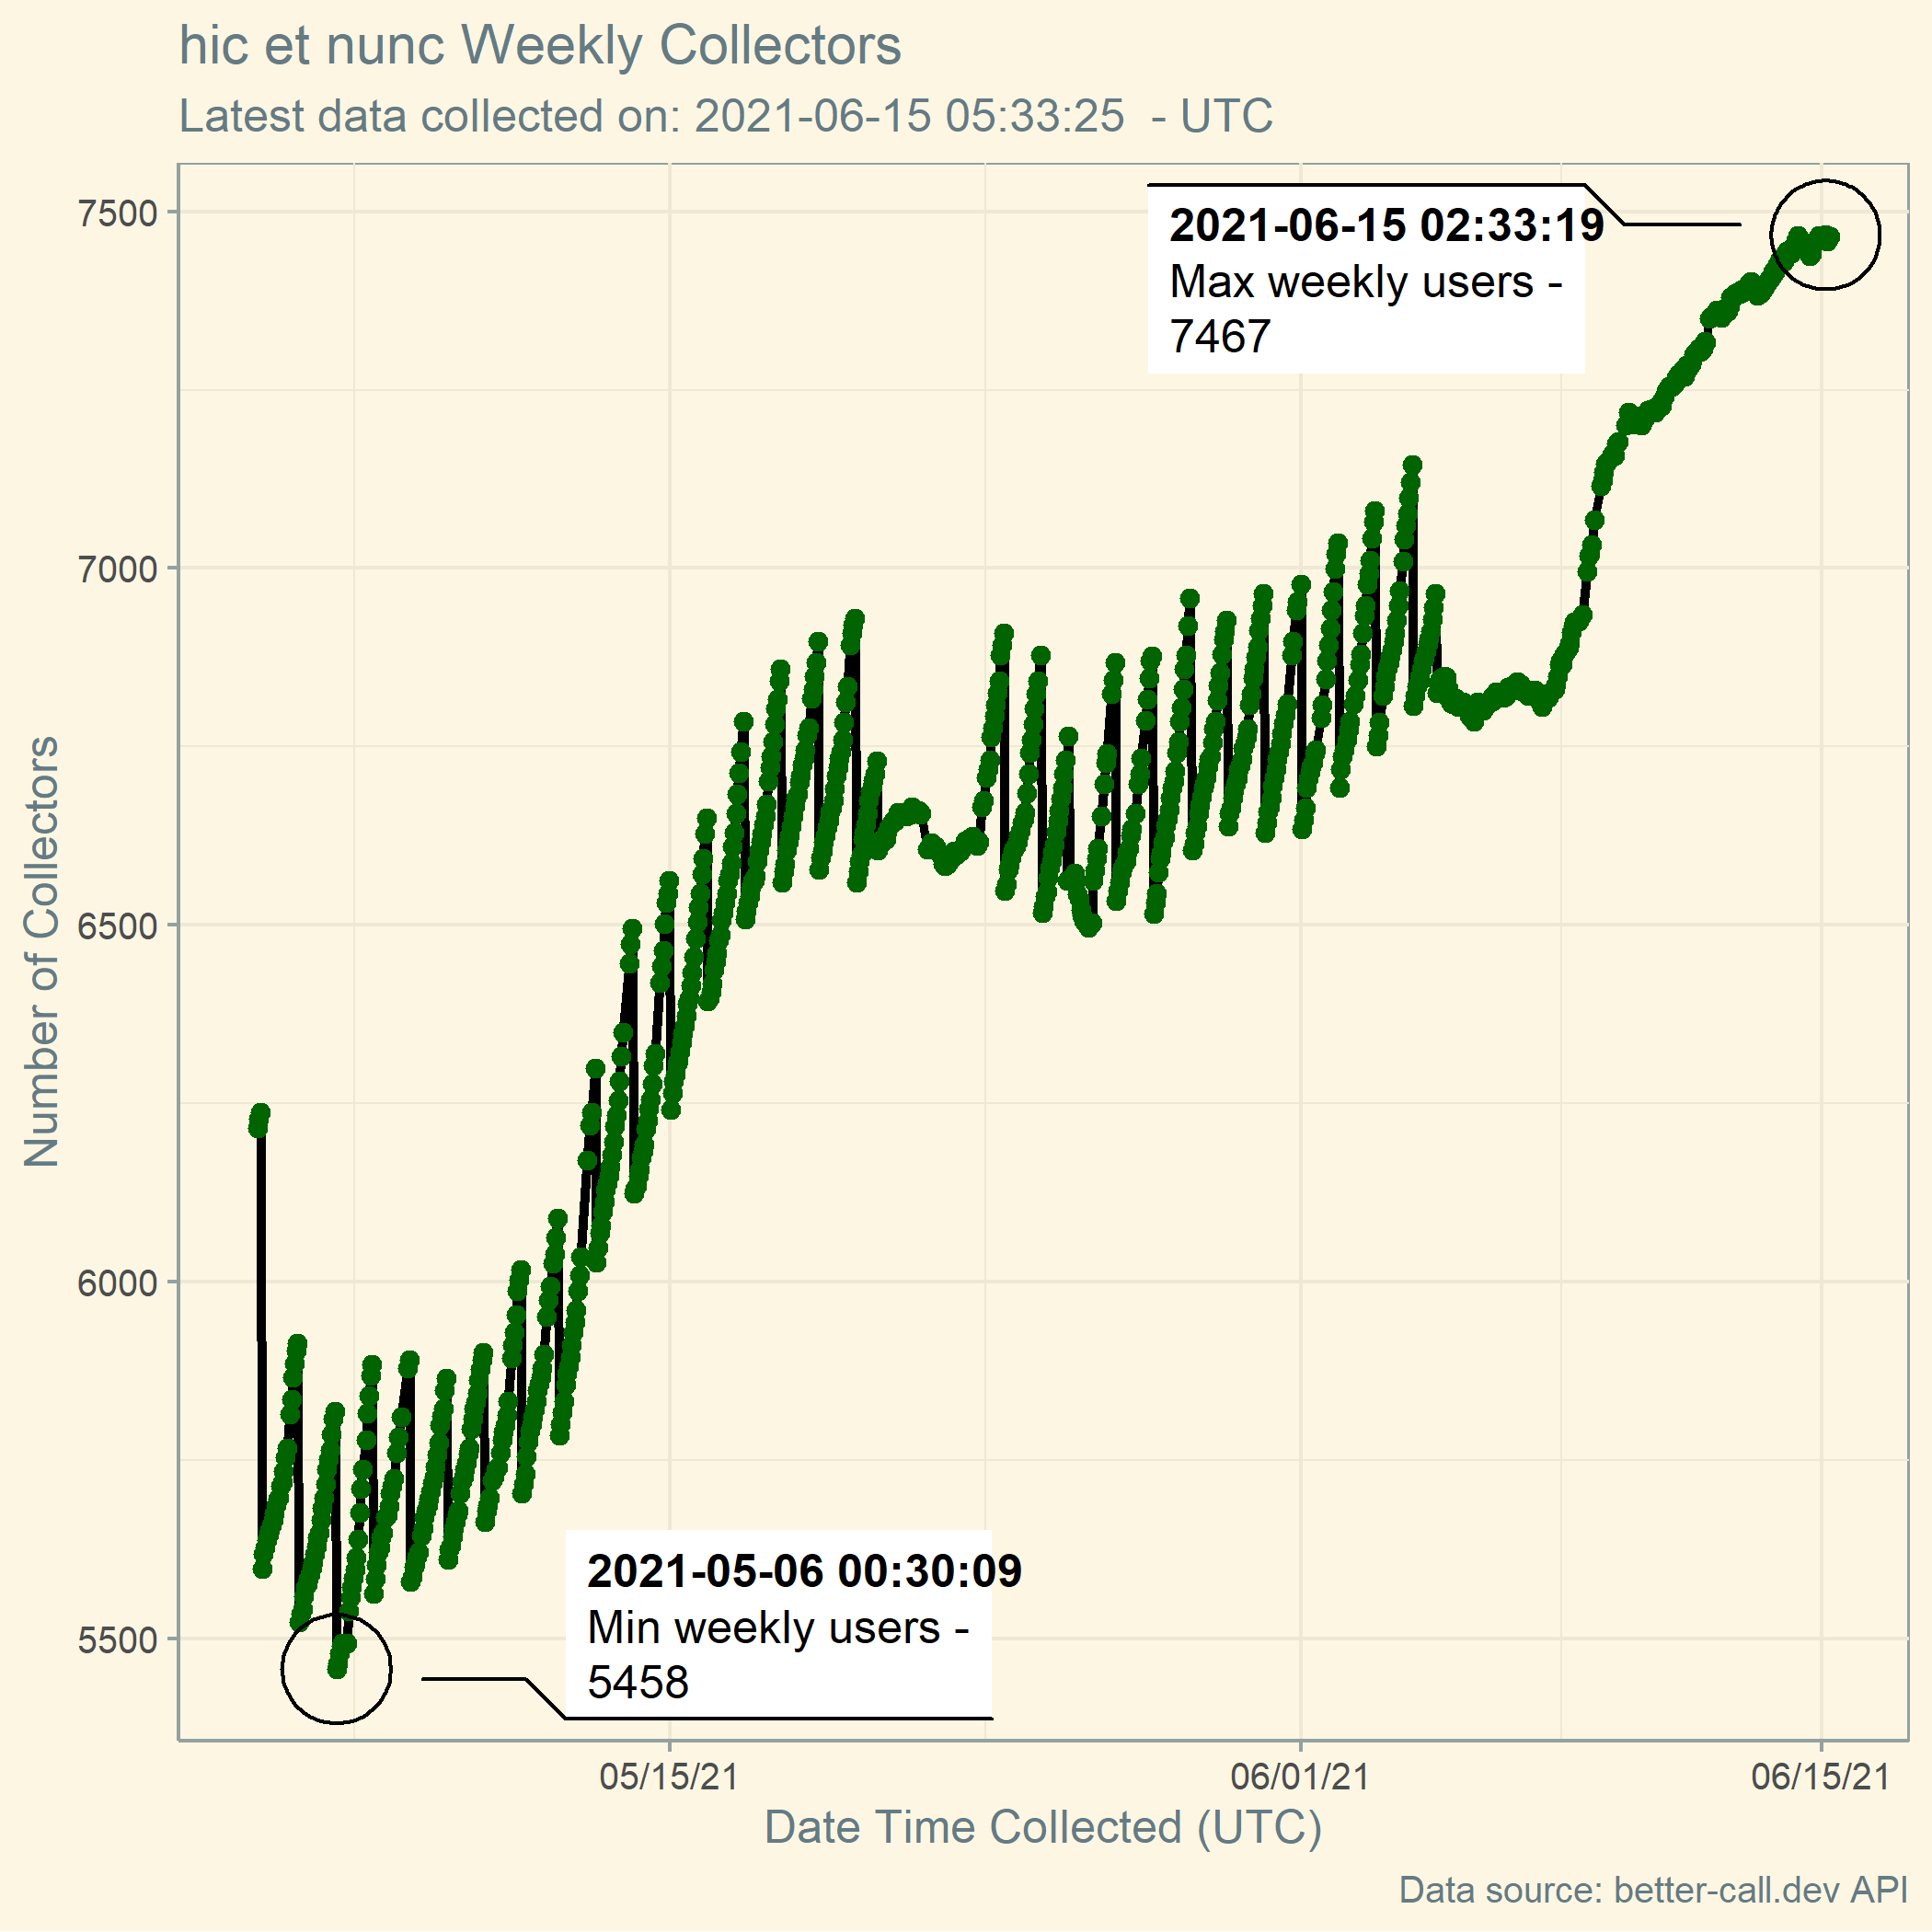 hic et nunc Weekly Collectors
Latest data collected on: 2021-06-15 05:33:25  - UTC
7500
7000
6500
6000
5500
Number of Collectors
2021-06-15 02:33:19
Max weekly users -
7467
2021-05-06 00:30:09
Min weekly users -
5458
05/15/21
06/01/21
06/15/21
Date Time Collected (UTC)
Data source: better-call.dev API